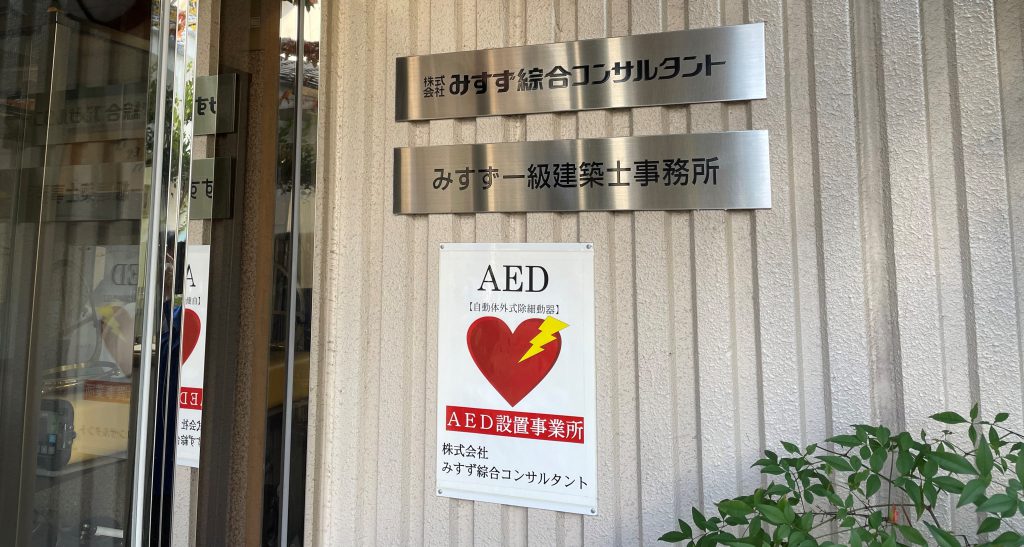 株式会社 みすず綜合コンサルタント
みすず一級建築士事務所
AED
【自動体外式除細動器】
AED設置事業所
株式会社
みすず綜合コンサルタント